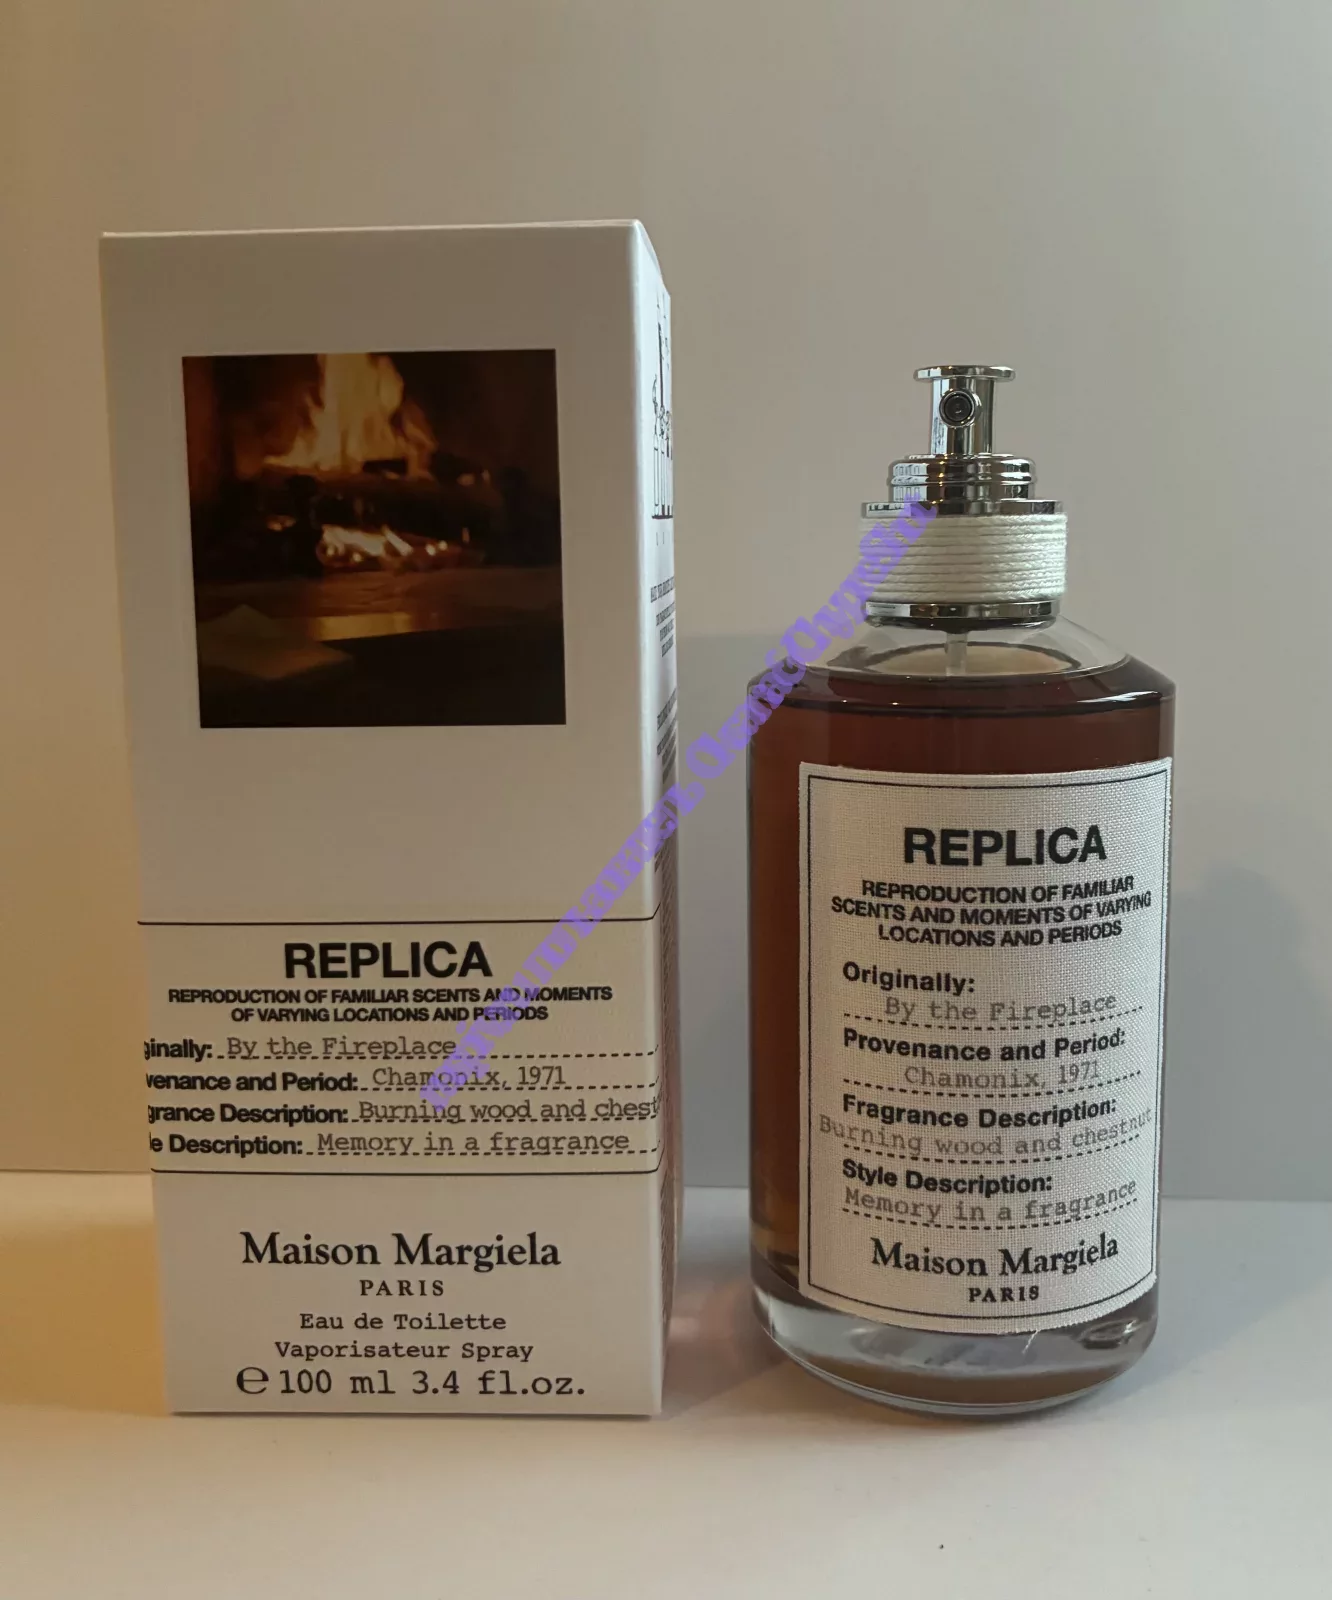 REPLICA
REPRODUCTION OF FAMILIAR SCENTS AND MOMENTS
OF VARYING LOCATIONS AND PERIODS
ginally: By the Fireplace
venance and Period: Chamonix, 1971
grance Description: Burning wood and chest
le Description: Memory in a fragrance
Maison Margiela
PARIS
Eau de Toilette
Vaporisateur Spray
℮ 100 ml 3.4 fl.oz.
REPLICA
REPRODUCTION OF FAMILIAR
SCENTS AND MOMENTS OF VARYING
LOCATIONS AND PERIODS
Originally:
By the Fireplace
Provenance and Period:
Chamonix, 1971
Fragrance Description:
Burning wood and chestnut
Style Description:
Memory in a fragrance
Maison Margiela
PARIS